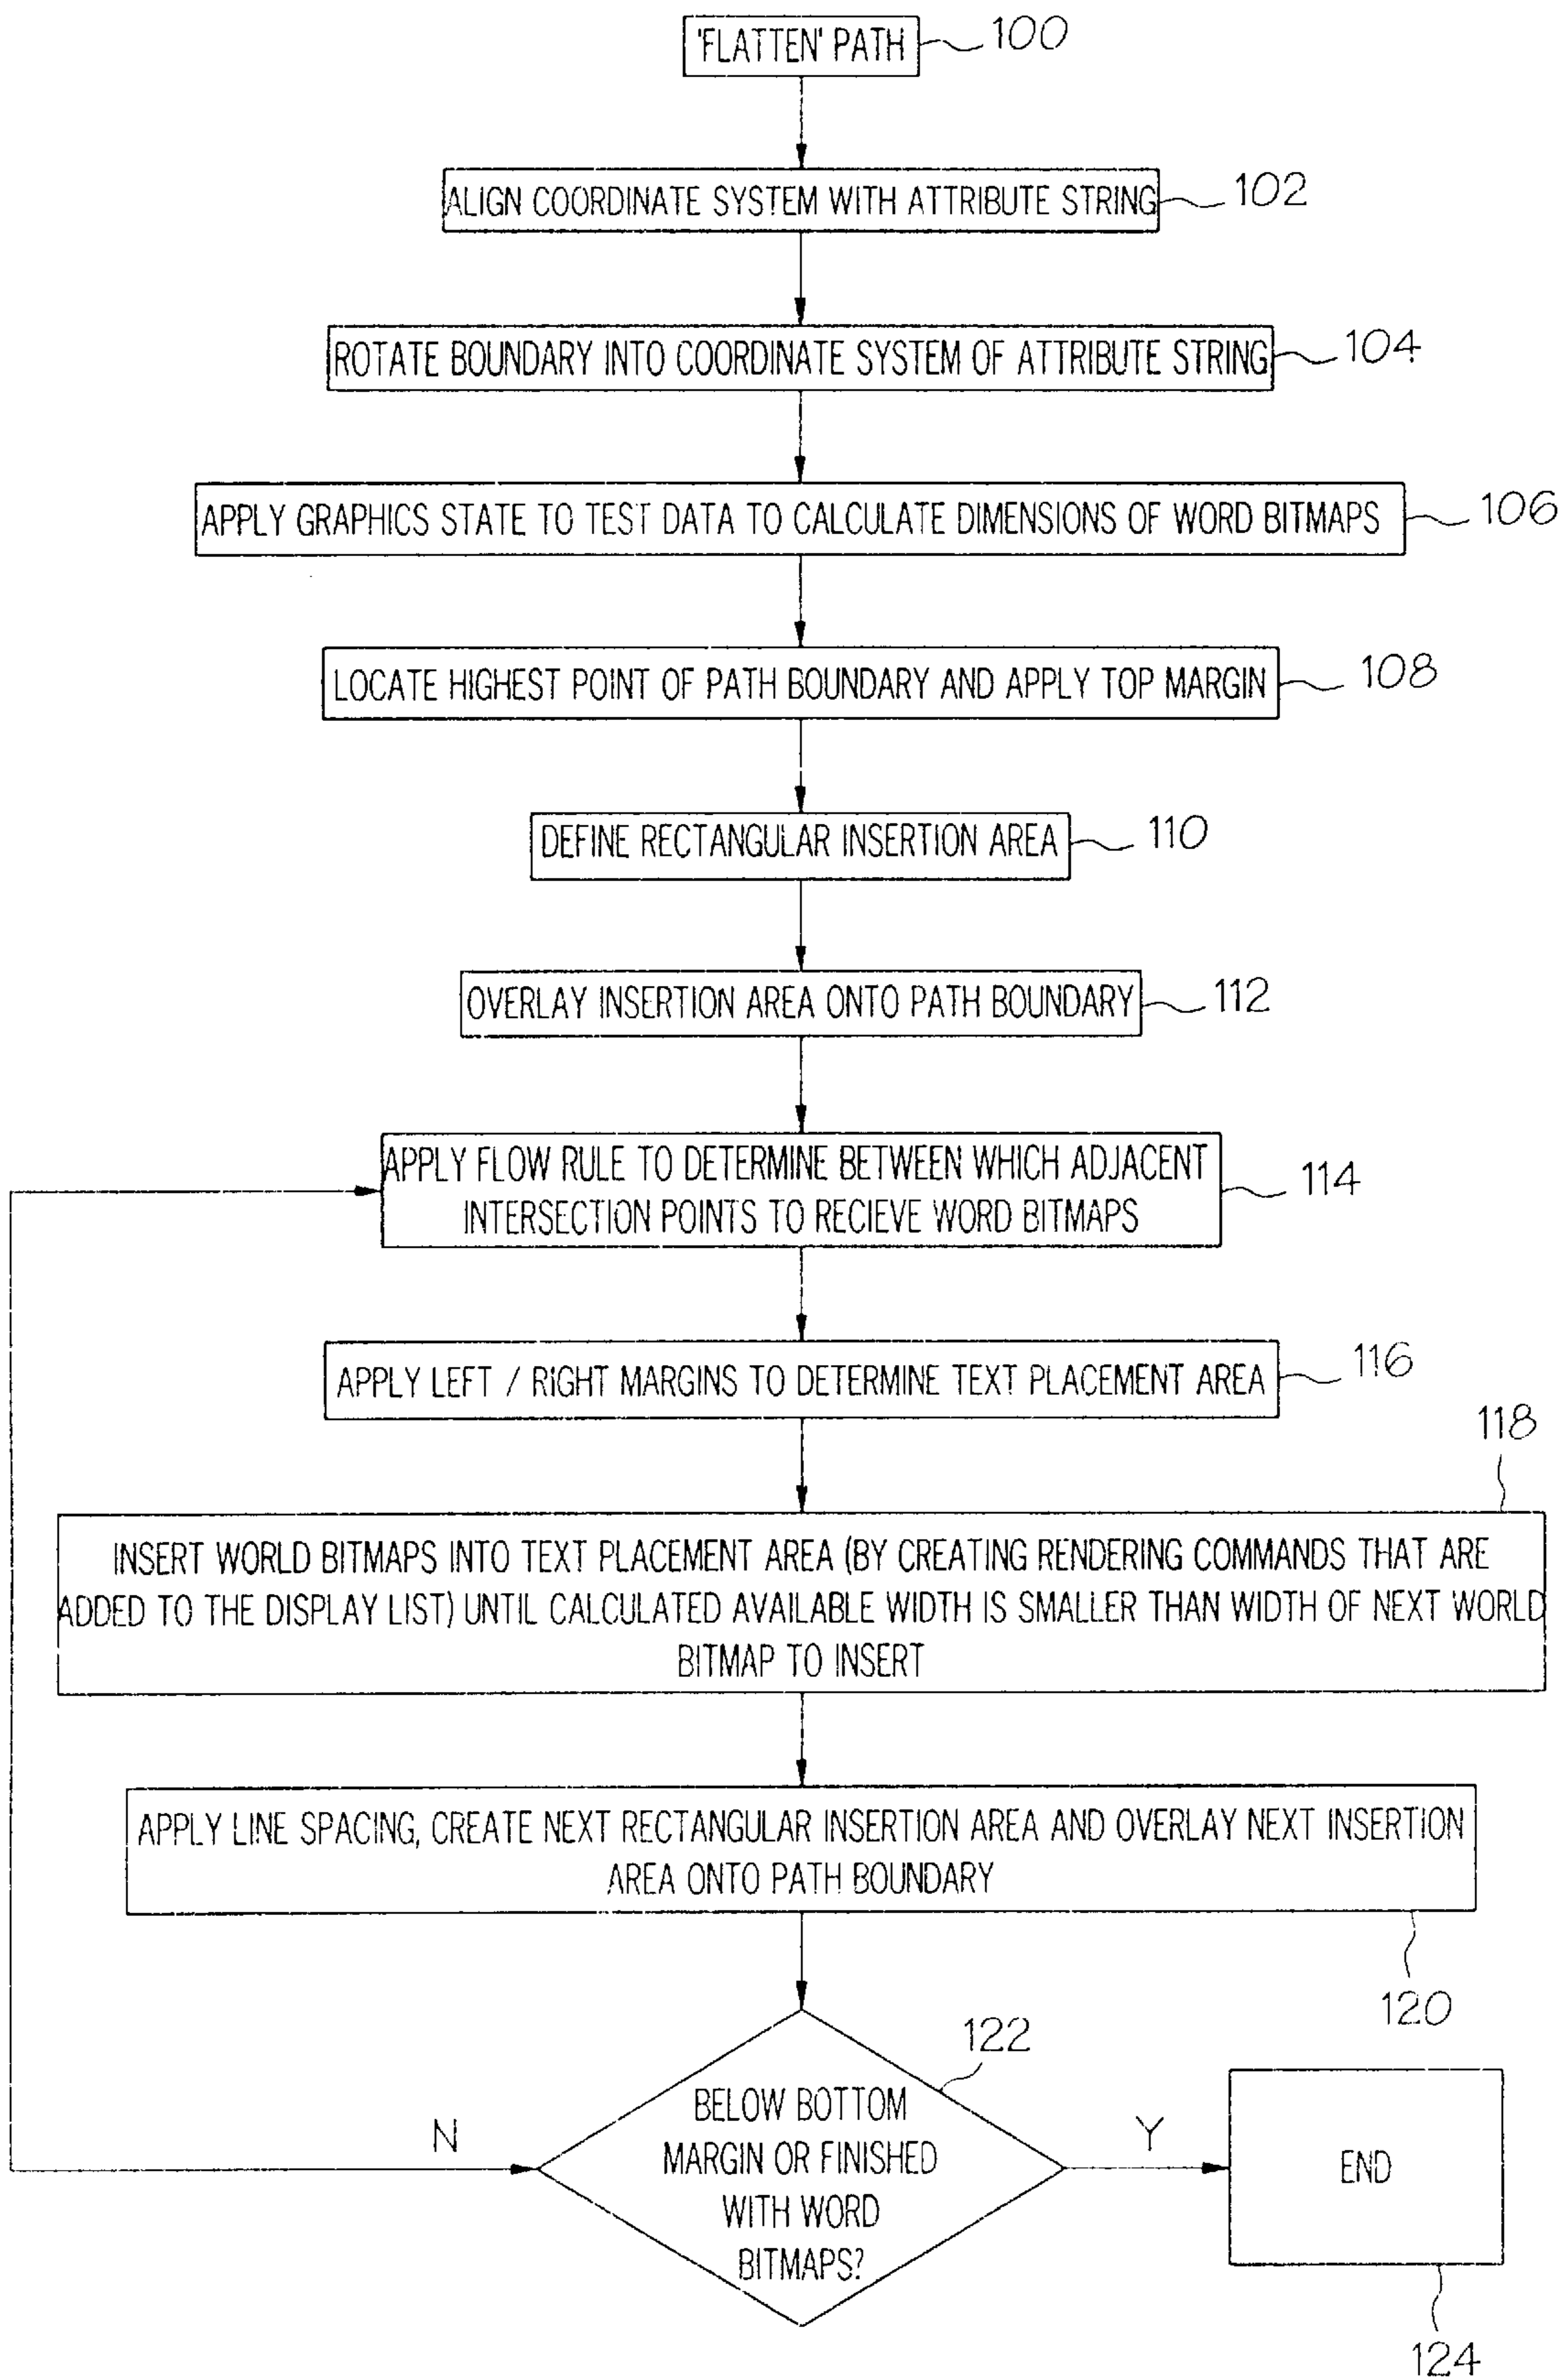 'FLATTEN' PATH
100
ALIGN COORDINATE SYSTEM WITH ATTRIBUTE STRING
102
ROTATE BOUNDARY INTO COORDINATE SYSTEM OF ATTRIBUTE STRING
104
APPLY GRAPHICS STATE TO TEST DATA TO CALCULATE DIMENSIONS OF WORD BITMAPS
106
LOCATE HIGHEST POINT OF PATH BOUNDARY AND APPLY TOP MARGIN
108
DEFINE RECTANGULAR INSERTION AREA
110
OVERLAY INSERTION AREA ONTO PATH BOUNDARY
112
APPLY FLOW RULE TO DETERMINE BETWEEN WHICH ADJACENT
INTERSECTION POINTS TO RECIEVE WORD BITMAPS
114
APPLY LEFT / RIGHT MARGINS TO DETERMINE TEXT PLACEMENT AREA
116
118
INSERT WORLD BITMAPS INTO TEXT PLACEMENT AREA (BY CREATING RENDERING COMMANDS THAT ARE
ADDED TO THE DISPLAY LIST) UNTIL CALCULATED AVAILABLE WIDTH IS SMALLER THAN WIDTH OF NEXT WORLD
BITMAP TO INSERT
APPLY LINE SPACING, CREATE NEXT RECTANGULAR INSERTION AREA AND OVERLAY NEXT INSERTION
AREA ONTO PATH BOUNDARY
120
122
BELOW BOTTOM
MARGIN OR FINISHED
WITH WORD
BITMAPS?
N
Y
END
124